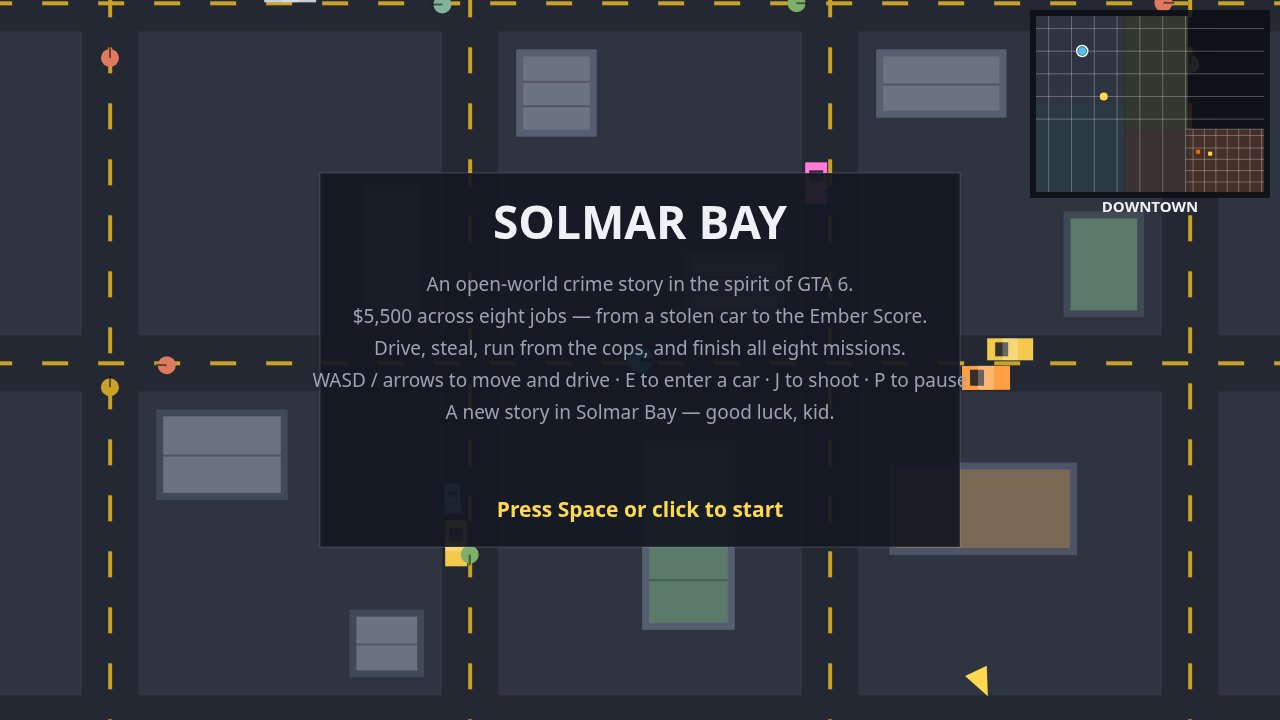 DOWNTOWN
SOLMAR BAY
An open-world crime story in the spirit of GTA 6.
$5,500 across eight jobs — from a stolen car to the Ember Score.
Drive, steal, run from the cops, and finish all eight missions.
WASD / arrows to move and drive · E to enter a car · J to shoot · P to pause
A new story in Solmar Bay — good luck, kid.
Press Space or click to start